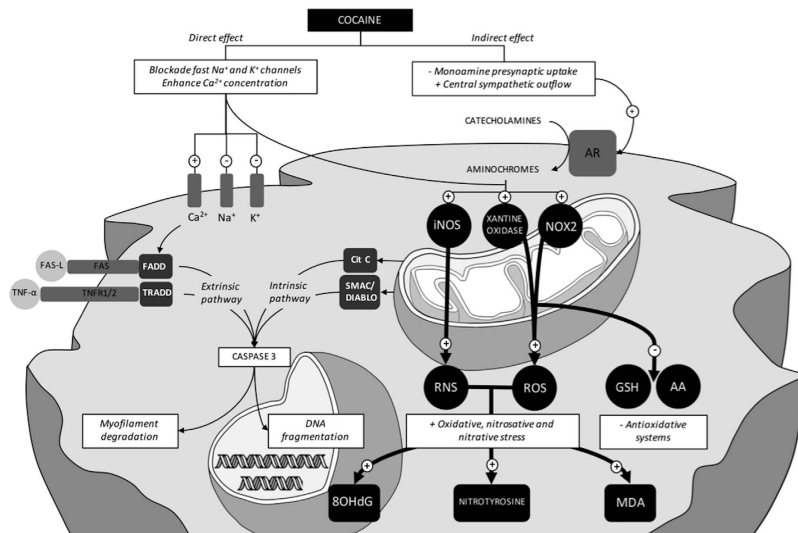 COCAINE
Direct effect
Indirect effect
Blockade fast Na⁺ and K⁺ channels
Enhance Ca²⁺ concentration
- Monoamine presynaptic uptake
+ Central sympathetic outflow
+
CATECHOLAMINES
AR
AMINOCHROMES
+ - -
+ + +
Ca²⁺ Na⁺ K⁺
iNOS
XANTINE
OXIDASE
NOX2
FAS-L FAS FADD
TNF-α TNFR1/2 TRADD
Extrinsic
pathway
Intrinsic
pathway
Cit C
SMAC/
DIABLO
+ + -
CASPASE 3
RNS
ROS
GSH
AA
Myofilament
degradation
DNA
fragmentation
+ Oxidative, nitrosative and
nitrative stress
- Antioxidative
systems
+ + +
8OHdG
NITROTYROSINE
MDA